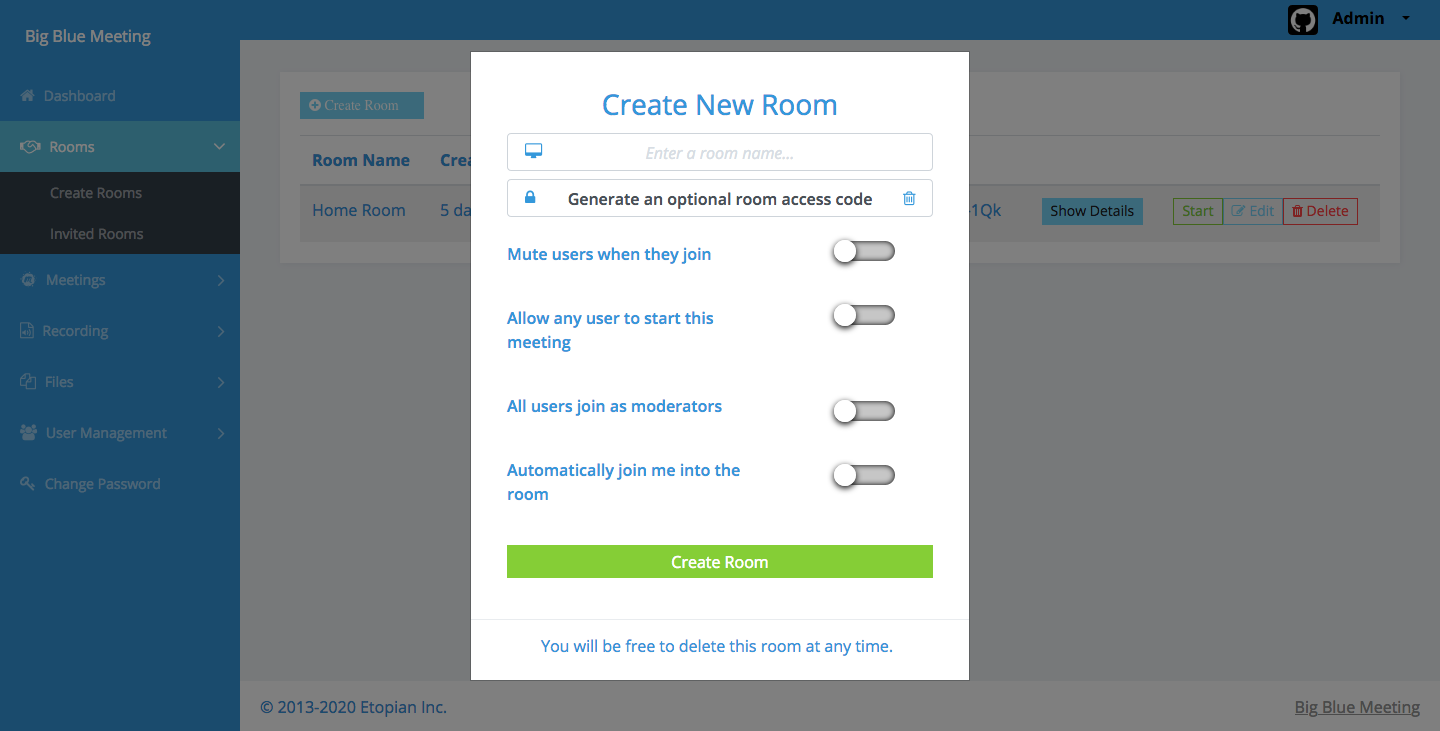 Big Blue Meeting
Admin
Dashboard
Rooms
Create Rooms
Invited Rooms
Meetings
Recording
Files
User Management
Change Password
Create Room
Room Name
Home Room 5 da
-1Qk Show Details Start Edit Delete
Create New Room
Enter a room name...
Generate an optional room access code
Mute users when they join
Allow any user to start this
meeting
All users join as moderators
Automatically join me into the
room
Create Room
You will be free to delete this room at any time.
© 2013-2020 Etopian Inc.
Big Blue Meeting